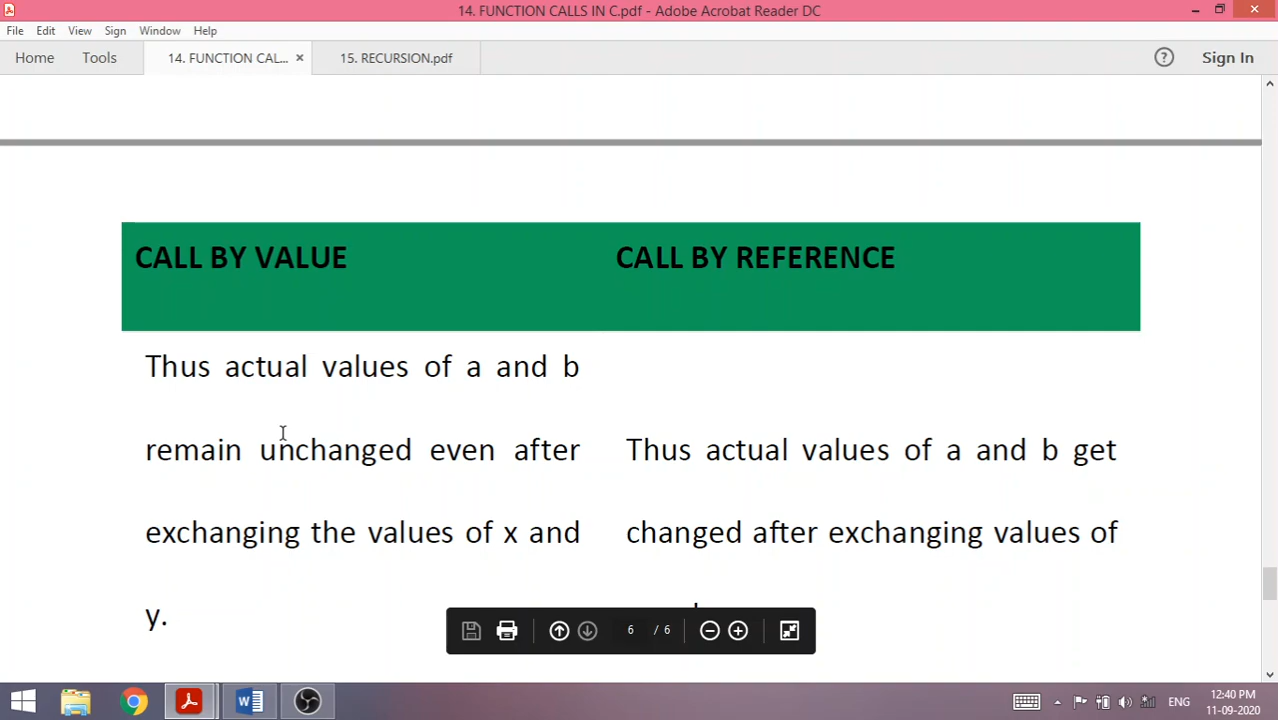 14. FUNCTION CALLS IN C.pdf - Adobe Acrobat Reader DC
File Edit View Sign Window Help
Home Tools 14. FUNCTION CAL... × 15. RECURSION.pdf ? Sign In
CALL BY VALUE CALL BY REFERENCE
Thus actual values of a and b
remain unchanged even after
exchanging the values of x and
y.
Thus actual values of a and b get
changed after exchanging values of
6 / 6
W ENG 12:40 PM
11-09-2020